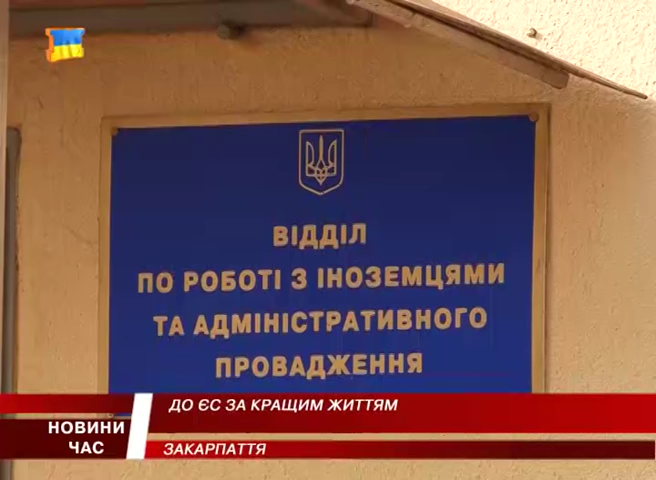 ВІДДІЛ
ПО РОБОТІ З ІНОЗЕМЦЯМИ
ТА АДМІНІСТРАТИВНОГО
ПРОВАДЖЕННЯ
ДО ЄС ЗА КРАЩИМ ЖИТТЯМ
НОВИНИ
ЧАС
ЗАКАРПАТТЯ